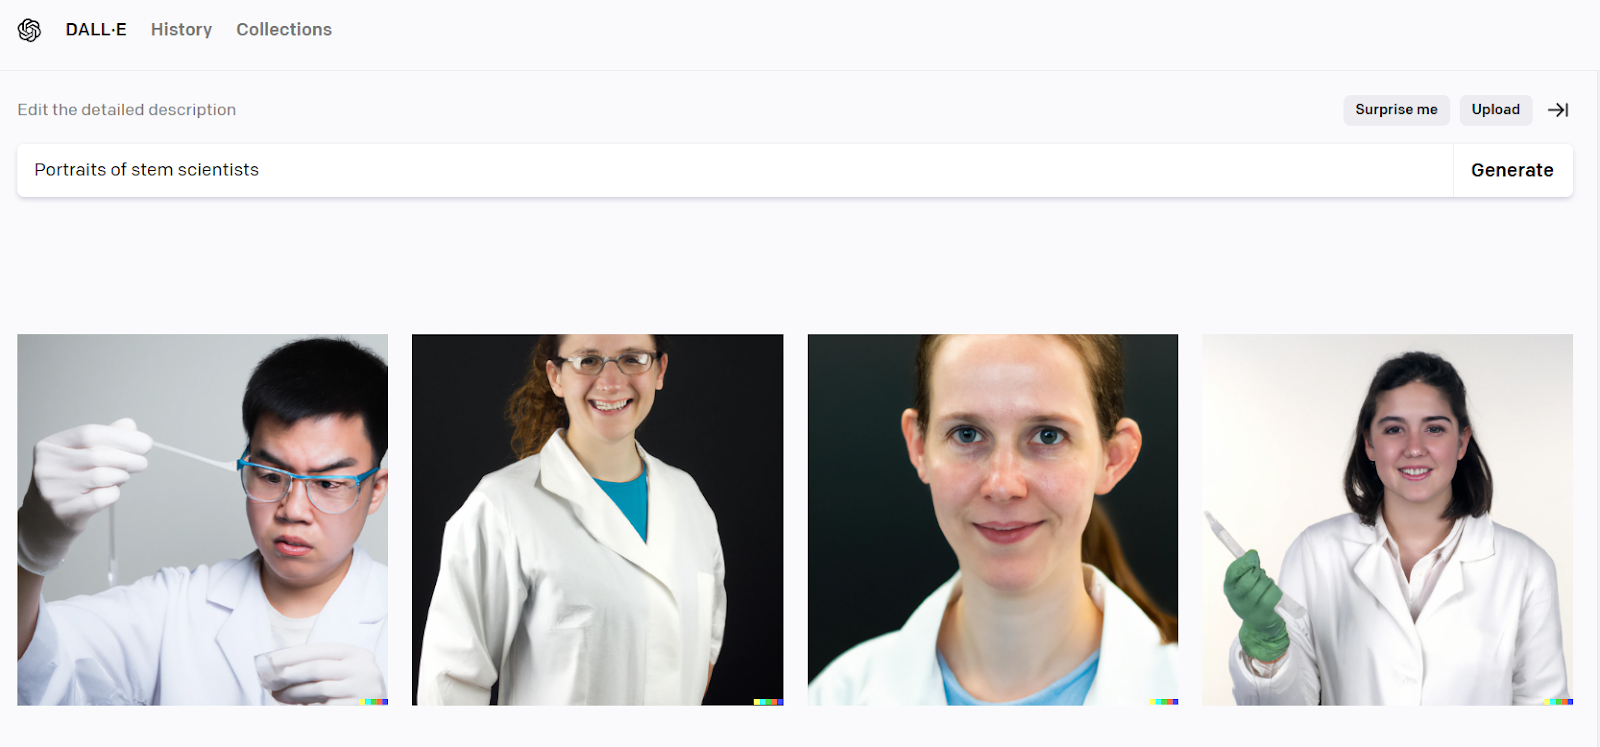 DALL·E History Collections
Edit the detailed description
Surprise me Upload
Portraits of stem scientists
Generate